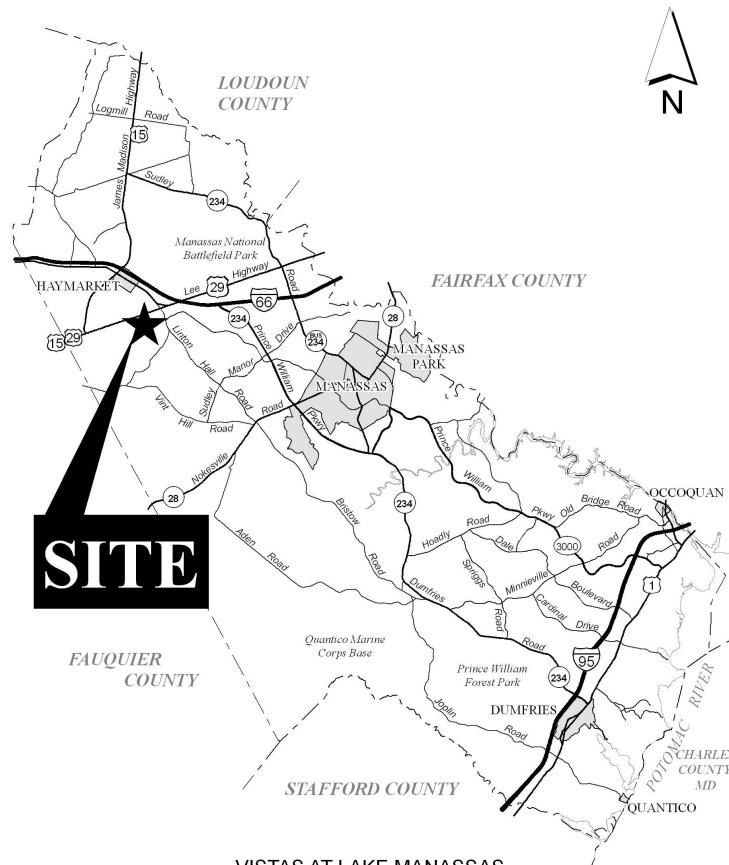 N
LOUDOUN
COUNTY
Logmill Road
15
James Madison Highway
Sudley
234
Manassas National
Battlefield Park
Road
Lee Highway
29
FAIRFAX COUNTY
HAYMARKET
66
234
28
15
29
Linton
Hall
Road
Manor
Drive
Sudley
Prince
William
Pkwy
BUS
234
MANASSAS
PARK
MANASSAS
Vint
Hill
Road
Road
Nokesville
28
SITE
Aden
Road
Bristow
Road
234
Prince
William
Pkwy
Old
Bridge Road
OCCOQUAN
Hoadly
Road
3000
Dale
Boulevard
Spriggs
Road
Minnieville
Road
1
Cardinal
Drive
Dumfries
Road
Quantico Marine
Corps Base
95
Prince William
Forest Park
234
FAUQUIER
COUNTY
DUMFRIES
Joplin
Road
POTOMAC RIVER
CHARLES
COUNTY
MD
STAFFORD COUNTY
QUANTICO
VISTAS AT LAKE MANASSAS